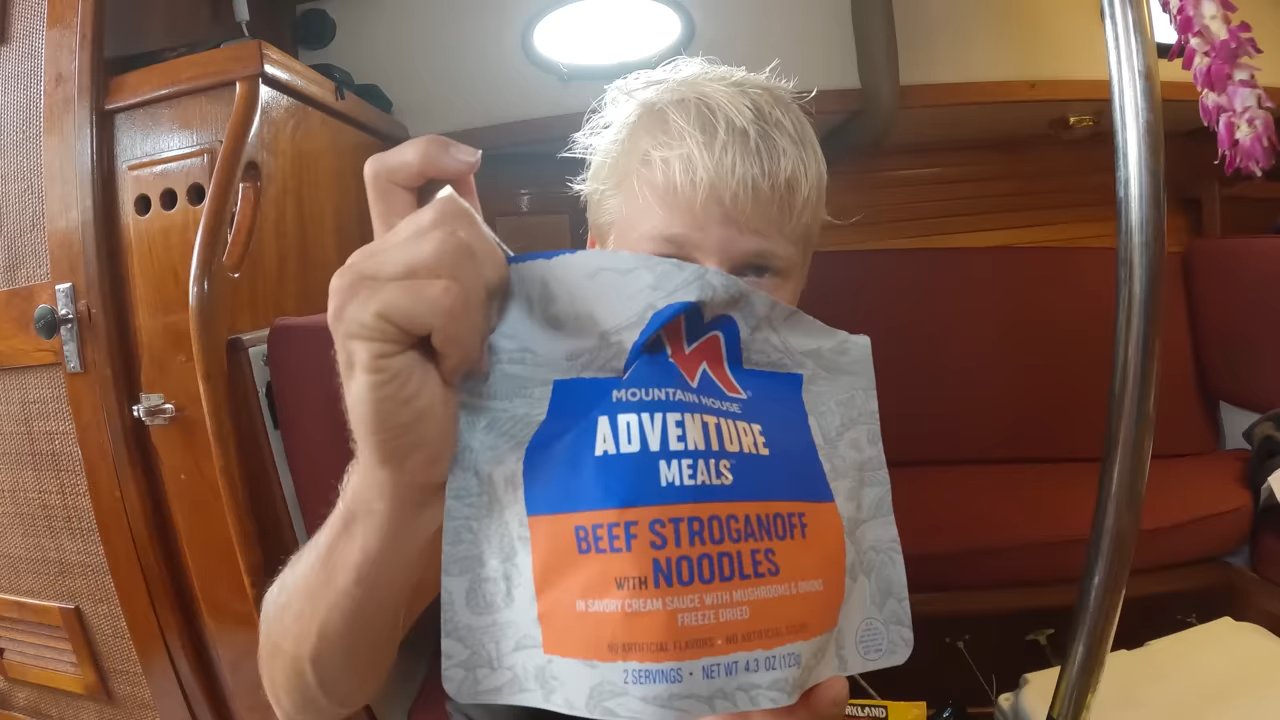 MOUNTAIN HOUSE
ADVENTURE
MEALS
BEEF STROGANOFF
WITH NOODLES
IN SAVORY CREAM SAUCE WITH MUSHROOMS & ONIONS
FREEZE DRIED
NO ARTIFICIAL FLAVORS • NO ARTIFICIAL
2 SERVINGS • NET WT 4.3 OZ (123g)
RKLAND